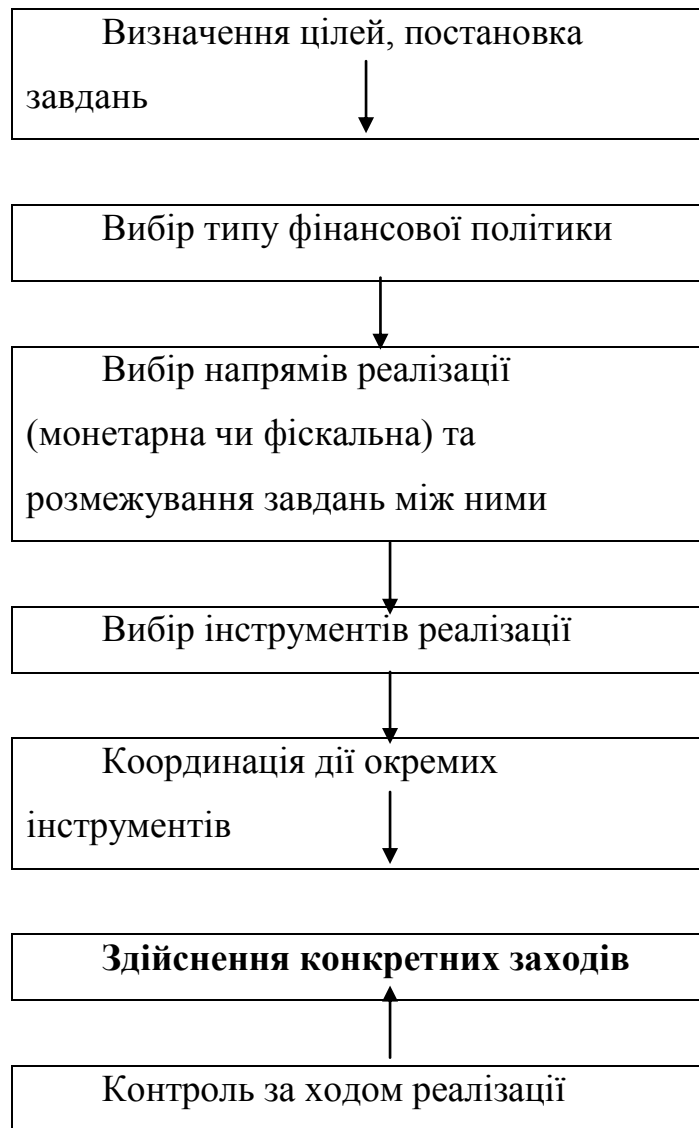 Визначення цілей, постановка
завдань
Вибір типу фінансової політики
Вибір напрямів реалізації
(монетарна чи фіскальна) та
розмежування завдань між ними
Вибір інструментів реалізації
Координація дії окремих
інструментів
Здійснення конкретних заходів
Контроль за ходом реалізації